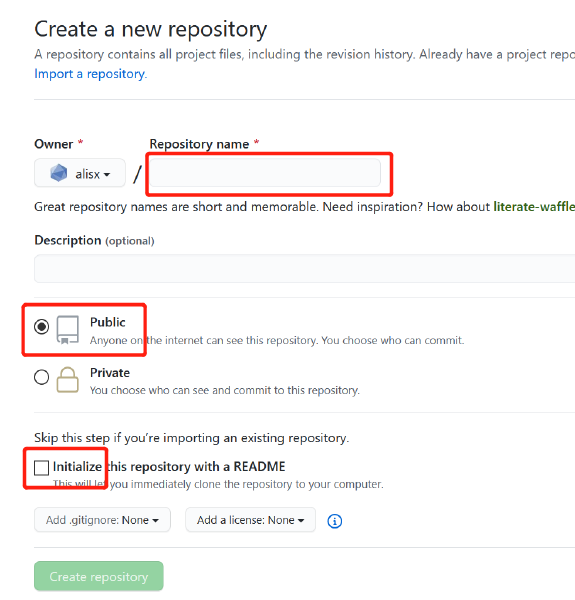 Create a new repository
A repository contains all project files, including the revision history. Already have a project repo
Import a repository.
Owner * Repository name *
alisx /
Great repository names are short and memorable. Need inspiration? How about literate-waffle
Description (optional)
Public
Anyone on the internet can see this repository. You choose who can commit.
Private
You choose who can see and commit to this repository.
Skip this step if you're importing an existing repository.
Initialize this repository with a README
This will let you immediately clone the repository to your computer.
Add .gitignore: None Add a license: None
Create repository